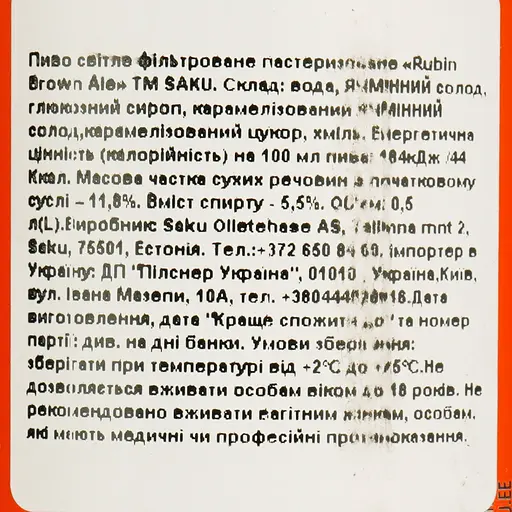 Пиво світле фільтроване пастеризоване «Rubin
Brown Ale» ТМ SAKU. Склад: вода, ЯЧМІННИЙ солод,
глюкозний сироп, карамелізований ЯЧМІННИЙ
солод,карамелізований цукор, хміль. Енергетична
цінність (калорійність) на 100 мл пива: 184кДж /44
Ккал. Масова частка сухих речовин в початковому
суслі – 11,8%. Вміст спирту - 5,5%. Об'єм: 0,5
л(L).Виробник: Saku Olletehase AS, Tallinna mnt 2,
Saku, 75501, Естонія. Тел.:+372 650 84 00. Імпортер в
Україну: ДП "Пілснер Україна", 01010 , Україна,Київ,
вул. Івана Мазепи, 10А, тел. Дата
виготовлення, дата "Краще спожити до" та номер
партії: див. на дні банки. Умови зберігання:
зберігати при температурі від +2°С до .Не
дозволяється вживати особам віком до 18 років. Не
рекомендовано вживати вагітним жінкам, особам,
які мають медичні чи професійні протипоказання.
J.EE